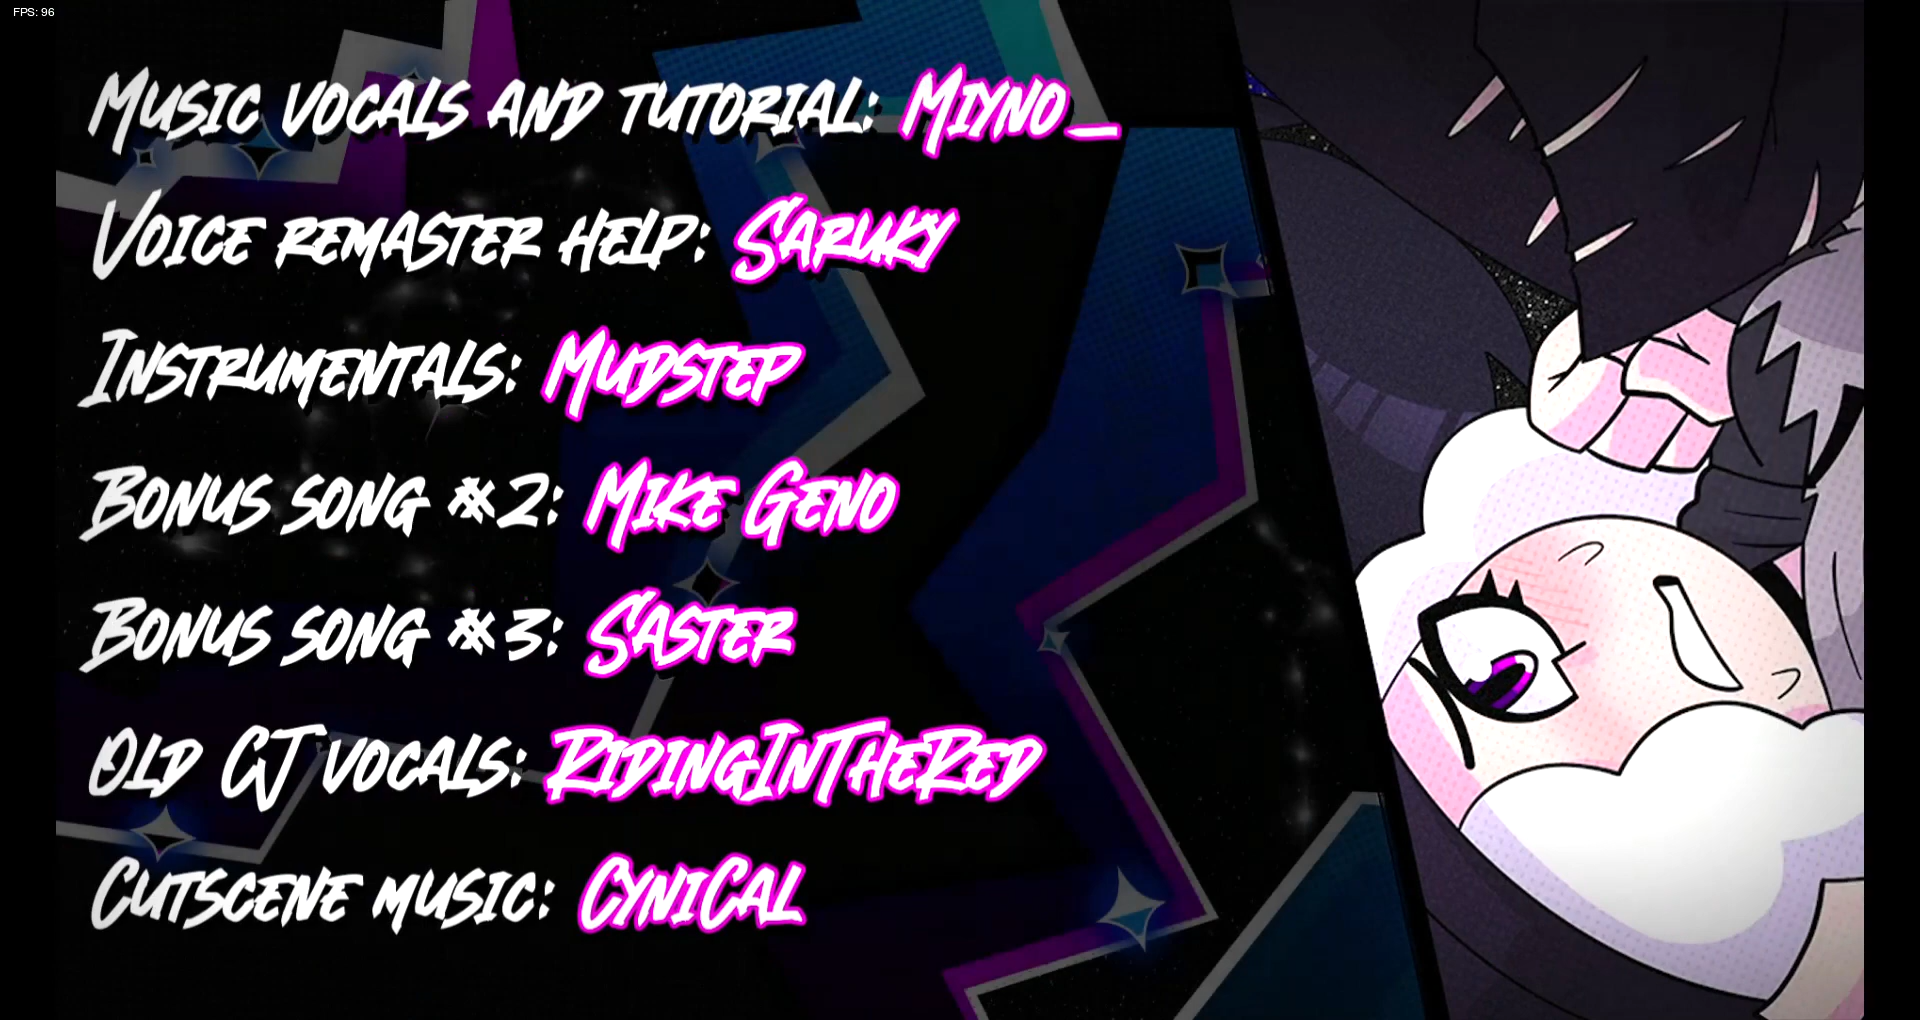 FPS: 96
Music vocals and tutorial: Miyno_
Voice remaster help: Saruky
Instrumentals: Mudstep
Bonus song #2: Mike Geno
Bonus song #3: Saster
Old CJ vocals: RidingInTheRed
Cutscene music: CyniCal